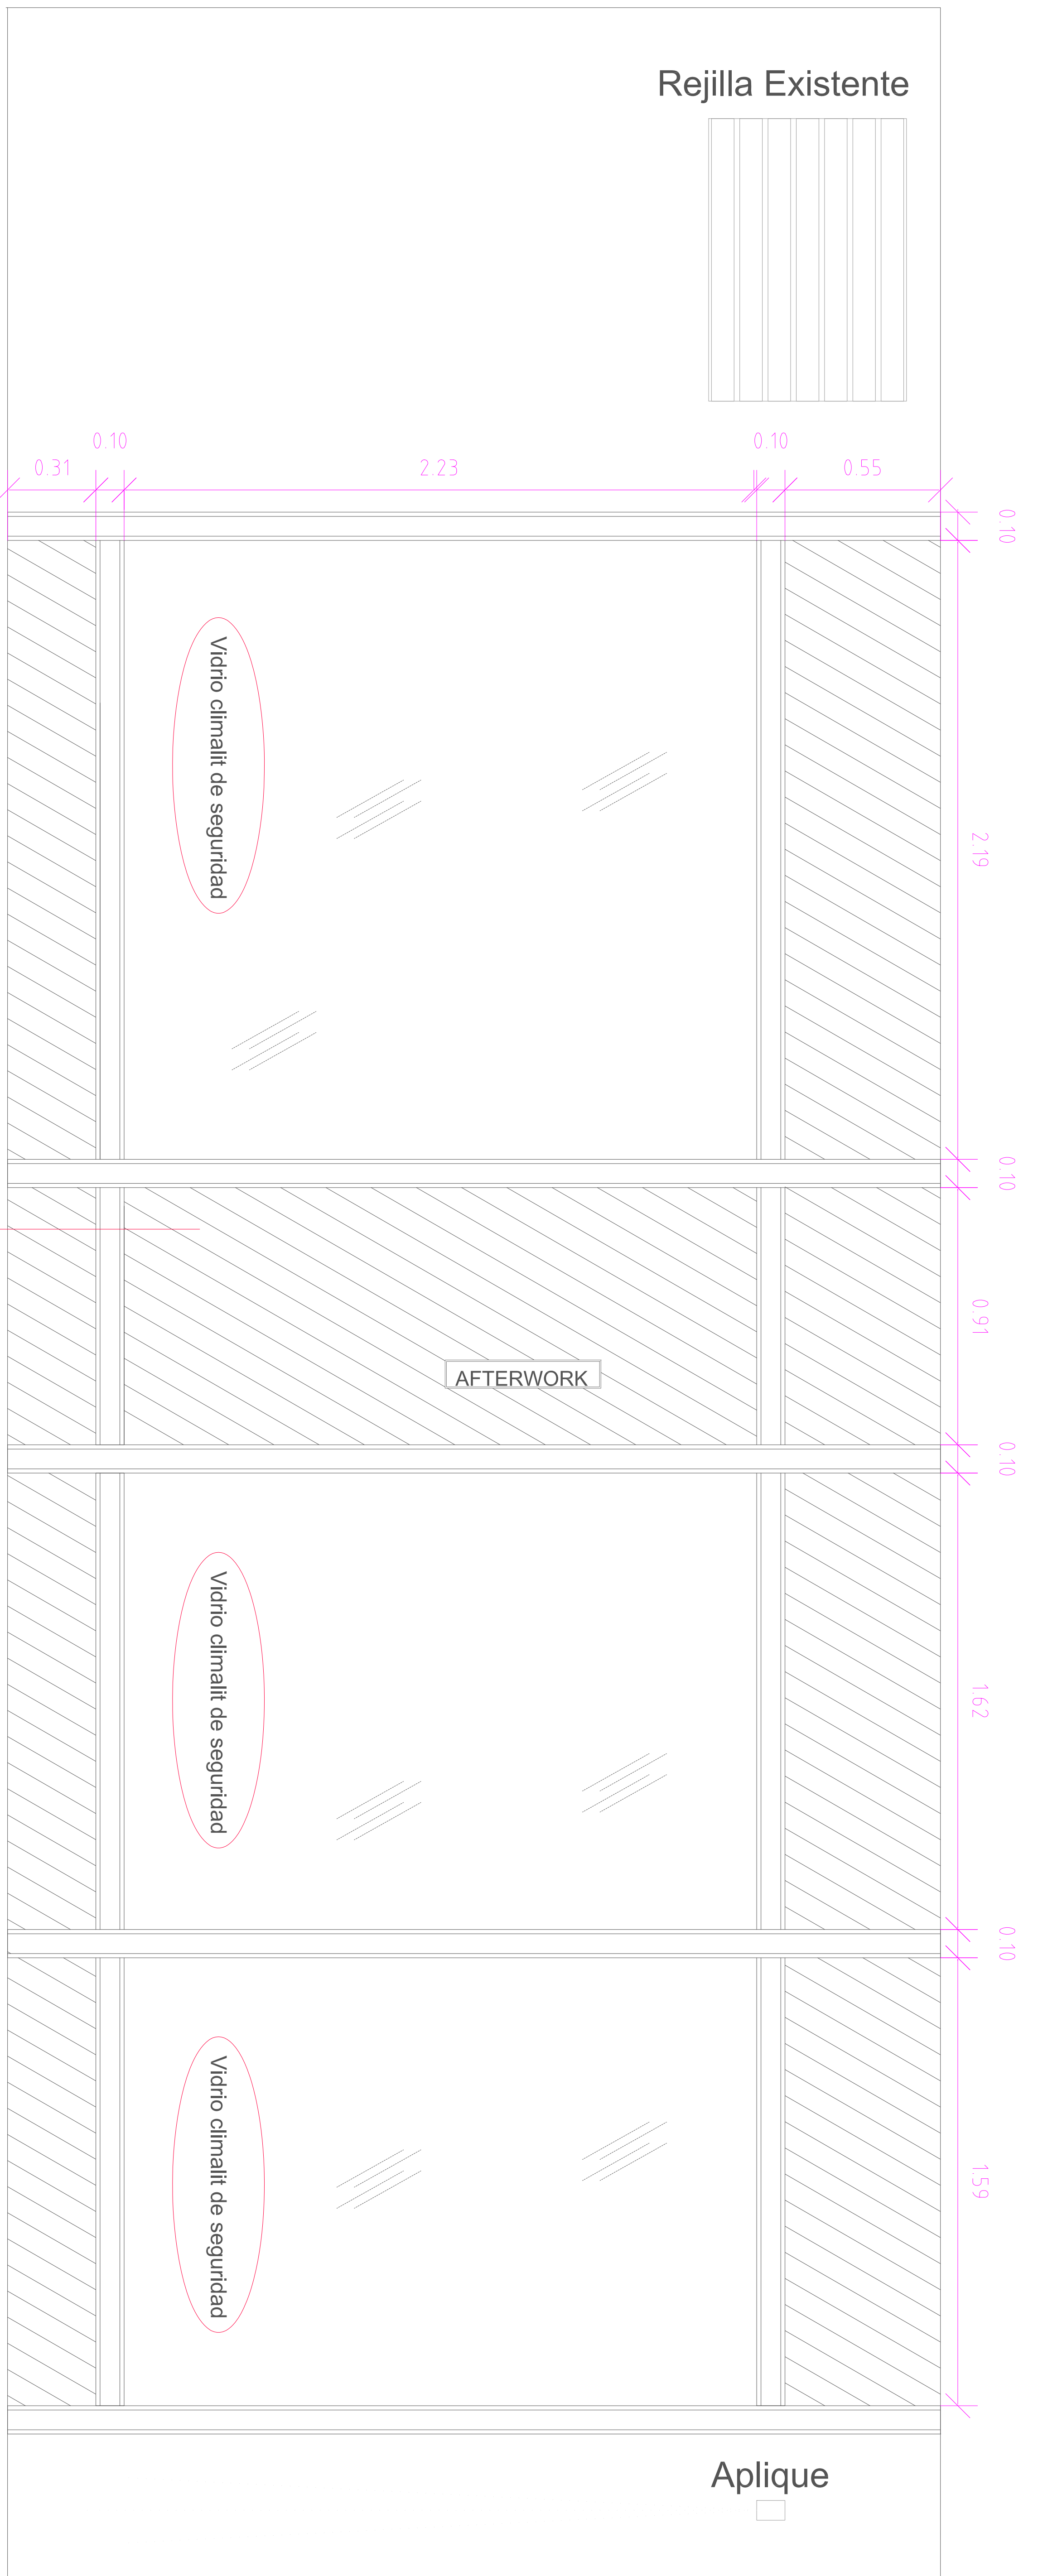 Rejilla Existente
0.10
0.10
0.31
2.23
0.55
0.10
Vidrio climalit de seguridad
2.19
0.10
0.91
AFTERWORK
0.10
Vidrio climalit de seguridad
1.62
0.10
Vidrio climalit de seguridad
1.59
Aplique